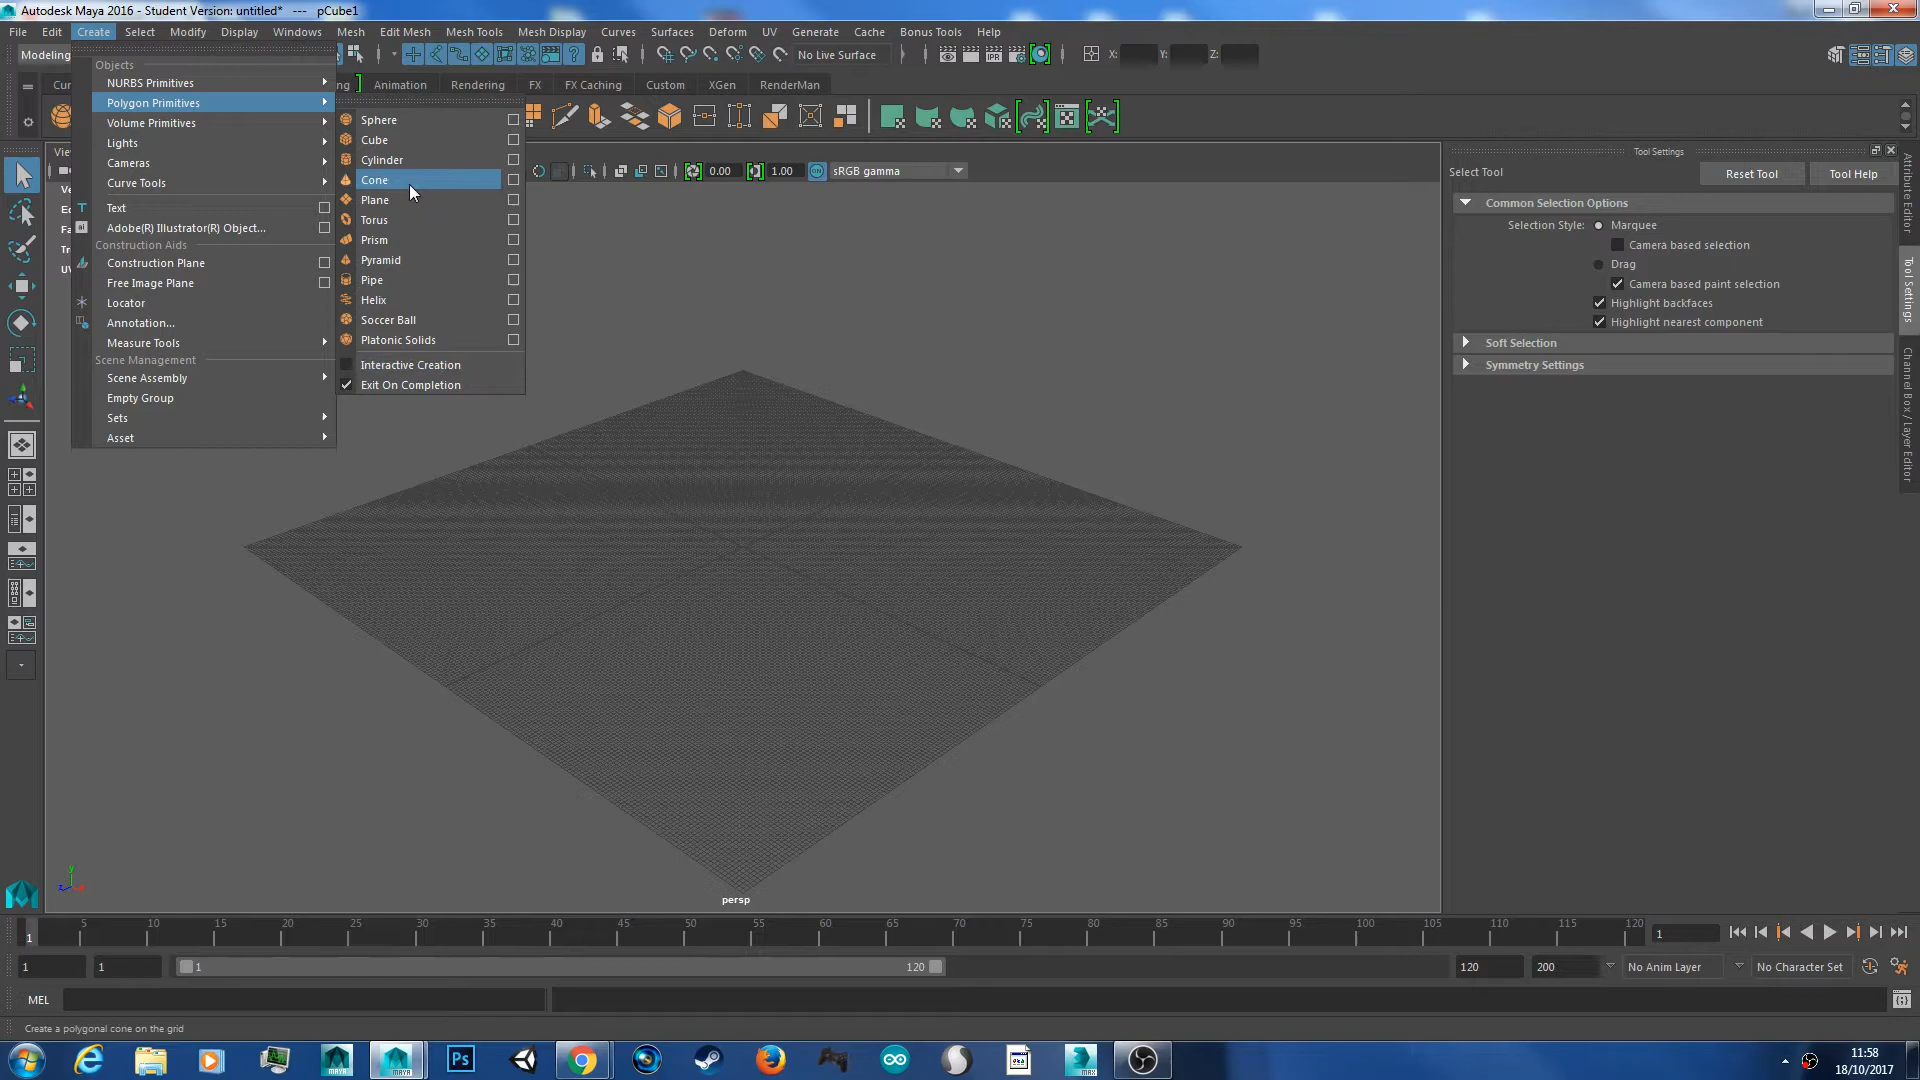 Autodesk Maya 2016 - Student Version: untitled* --- pCube1
File Edit Create Select Modify Display Windows Mesh Edit Mesh Mesh Tools Mesh Display Curves Surfaces Deform UV Generate Cache Bonus Tools Help
Modeling No Live Surface X: Y: Z:
Animation Rendering FX FX Caching Custom XGen RenderMan
Objects
NURBS Primitives
Polygon Primitives
Volume Primitives
Lights
Cameras
Curve Tools
Text
Adobe(R) Illustrator(R) Object...
Construction Aids
Construction Plane
Free Image Plane
Locator
Annotation...
Measure Tools
Scene Management
Scene Assembly
Empty Group
Sets
Asset
Sphere
Cube
Cylinder
Cone
Plane
Torus
Prism
Pyramid
Pipe
Helix
Soccer Ball
Platonic Solids
Interactive Creation
Exit On Completion
0.00 1.00 sRGB gamma
Tool Settings
Select Tool Reset Tool Tool Help
Common Selection Options
Selection Style: Marquee
Camera based selection
Drag
Camera based paint selection
Highlight backfaces
Highlight nearest component
Soft Selection
Symmetry Settings
Attribute Editor
Tool Settings
Channel Box / Layer Editor
persp
5 10 15 20 25 30 35 40 45 50 55 60 65 70 75 80 85 90 95 100 105 110 115 120
1 1
1 1 1 120 120 200 No Anim Layer No Character Set
MEL
Create a polygonal cone on the grid
11:58
18/10/2017